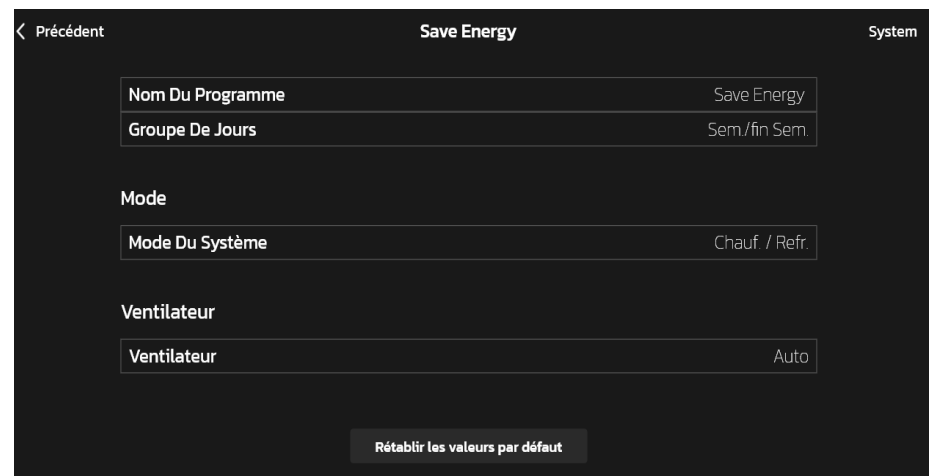 Précédent Save Energy System
Nom Du Programme Save Energy
Groupe De Jours Sem./fin Sem.
Mode
Mode Du Système Chauf. / Refr.
Ventilateur
Ventilateur Auto
Rétablir les valeurs par défaut